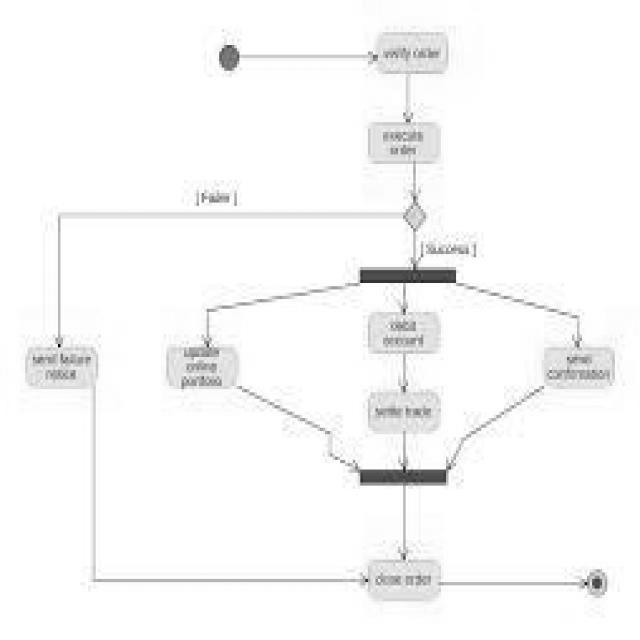 verify order
execute
order
[ Failer ]
[ Success ]
send failure
notice
update
online
portfolio
debit
account
send
confirmation
settle trade
close order